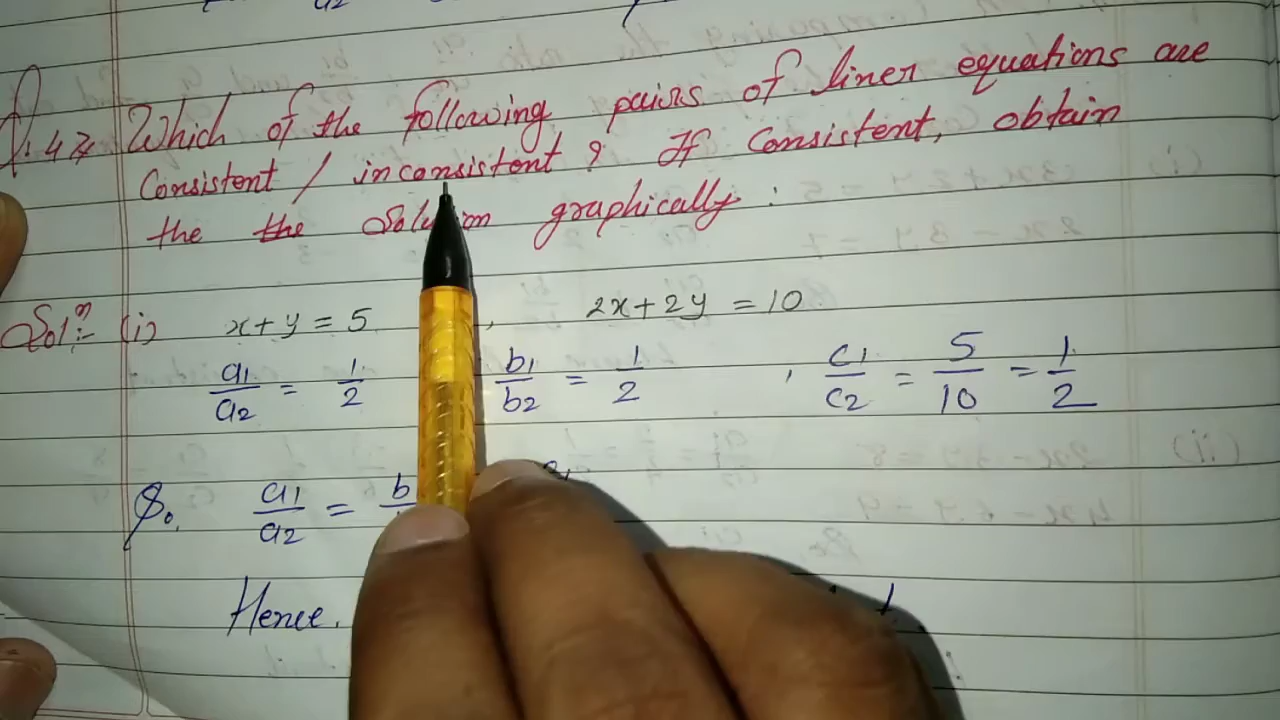 a2
Q.4> Which of the following pairs of liner equations are
Consistent / inconsistent ? If Consistent, obtain
the the Solution graphically :
Solⁿ:- (i) x+y = 5 , 2x+2y = 10
a1/a2 = 1/2 b1/b2 = 1/2 , c1/c2 = 5/10 = 1/2
So, a1/a2 = b
Hence.